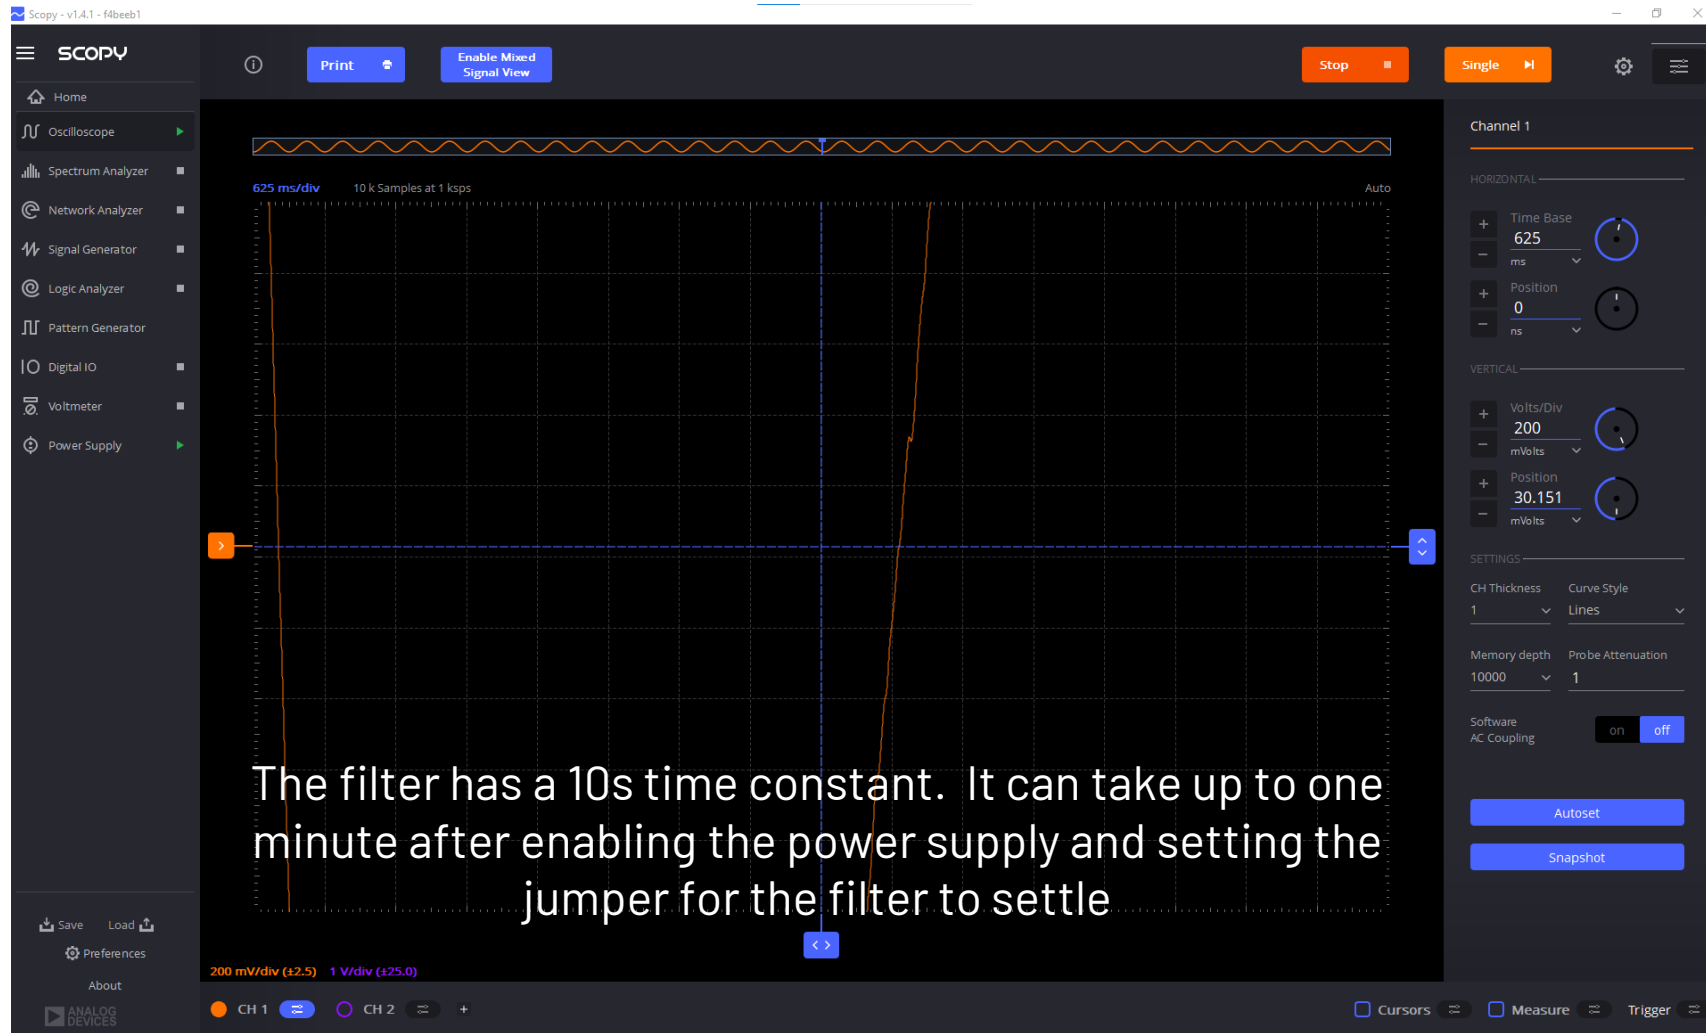 Scopy - v1.4.1 - f4beeb1
SCOPY
Print
Enable Mixed
Signal View
Stop
Single
Home
Oscilloscope
Spectrum Analyzer
Network Analyzer
Signal Generator
Logic Analyzer
Pattern Generator
Digital IO
Voltmeter
Power Supply
Save
Load
Preferences
About
ANALOG
DEVICES
625 ms/div
10 k Samples at 1 ksps
Auto
The filter has a 10s time constant. It can take up to one
minute after enabling the power supply and setting the
jumper for the filter to settle
200 mV/div (±2.5)
1 V/div (±25.0)
CH 1
CH 2
+
Cursors
Measure
Trigger
Channel 1
HORIZONTAL
Time Base
625
ms
Position
0
ns
VERTICAL
Volts/Div
200
mVolts
Position
30.151
mVolts
SETTINGS
CH Thickness
Curve Style
1
Lines
Memory depth
Probe Attenuation
10000
1
Software
AC Coupling
on
off
Autoset
Snapshot